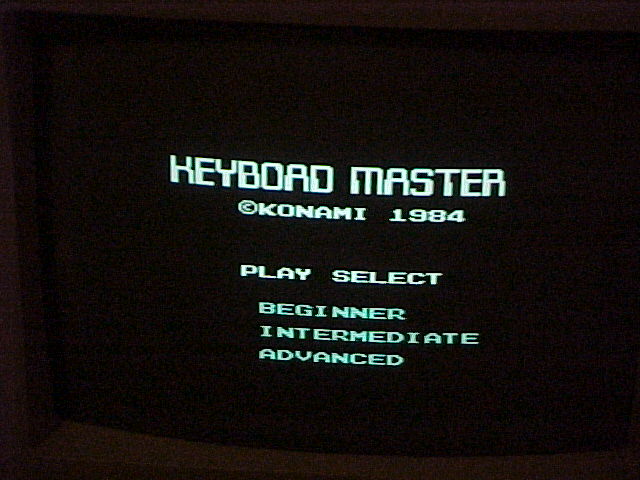 KEYBOAD MASTER
©KONAMI 1984
PLAY SELECT
BEGINNER
INTERMEDIATE
ADVANCED